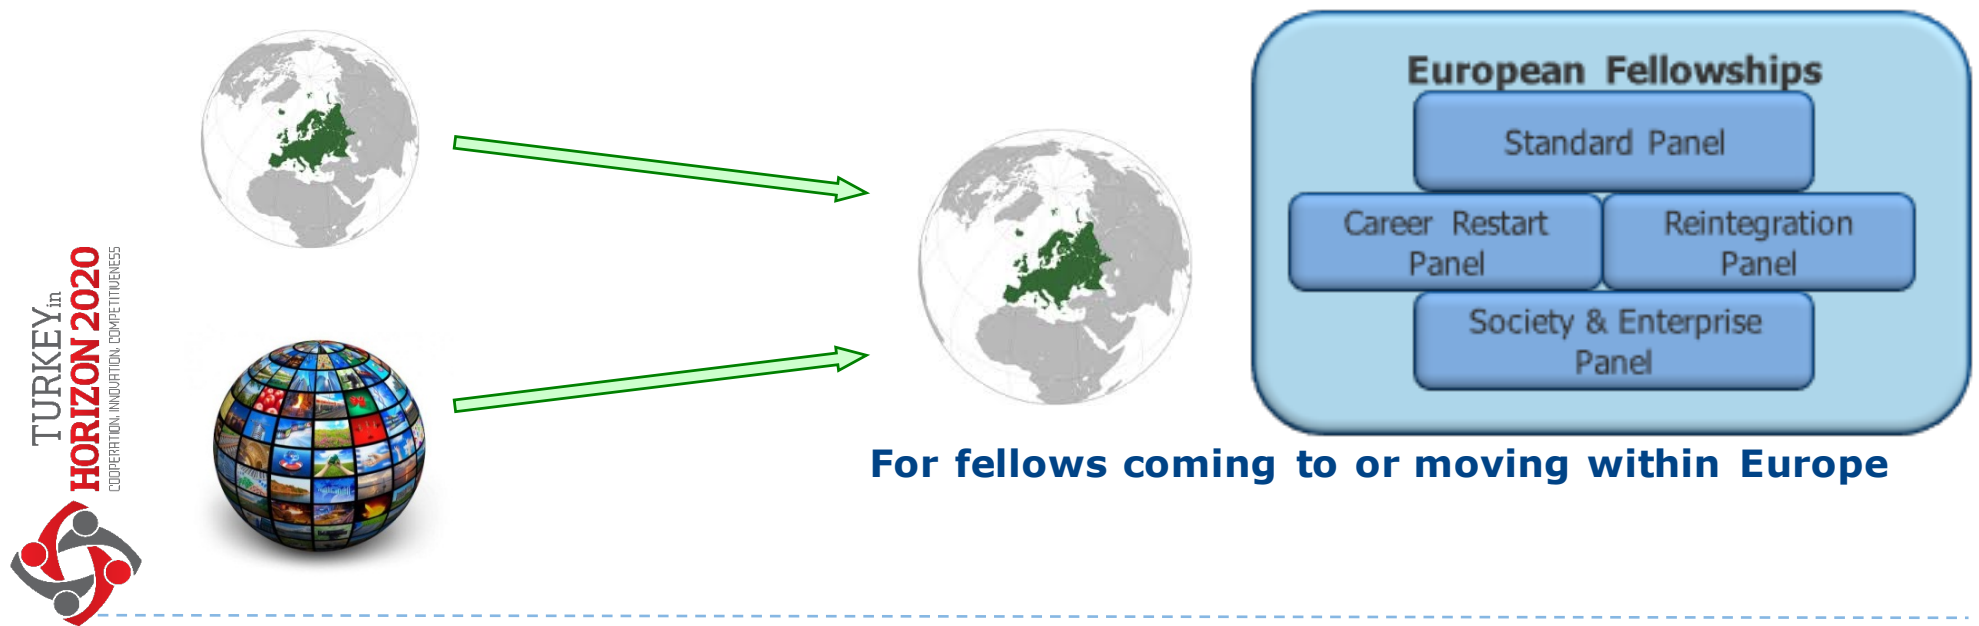 European Fellowships
Standard Panel
Career Restart
Panel
Reintegration
Panel
Society & Enterprise
Panel
For fellows coming to or moving within Europe
TURKEY in
HORIZON 2020
COOPERATION, INNOVATION, COMPETITIVENESS